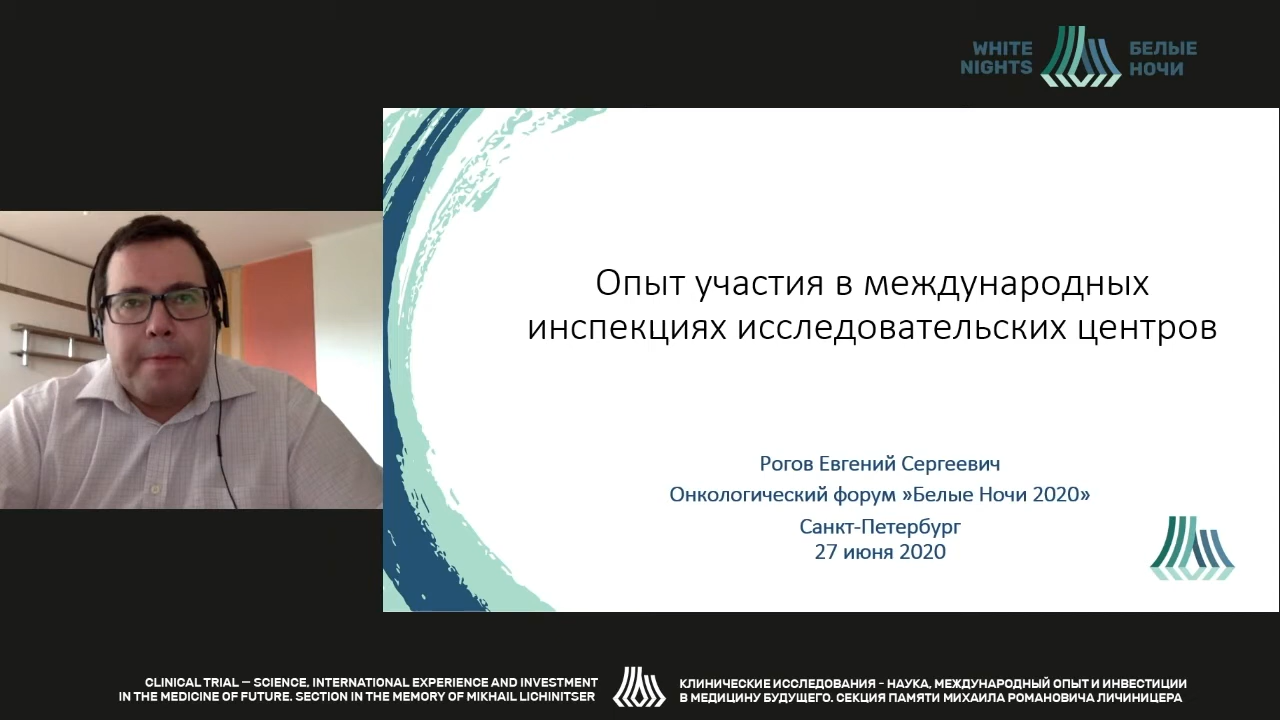 WHITE
NIGHTS
БЕЛЫЕ
НОЧИ
Опыт участия в международных
инспекциях исследовательских центров
Рогов Евгений Сергеевич
Онкологический форум »Белые Ночи 2020»
Санкт-Петербург
27 июня 2020
CLINICAL TRIAL – SCIENCE, INTERNATIONAL EXPERIENCE AND INVESTMENT
IN THE MEDICINE OF FUTURE. SECTION IN THE MEMORY OF MIKHAIL LICHINITSER
КЛИНИЧЕСКИЕ ИССЛЕДОВАНИЯ - НАУКА, МЕЖДУНАРОДНЫЙ ОПЫТ И ИНВЕСТИЦИИ
В МЕДИЦИНУ БУДУЩЕГО. СЕКЦИЯ ПАМЯТИ МИХАИЛА РОМАНОВИЧА ЛИЧИНИЦЕРА